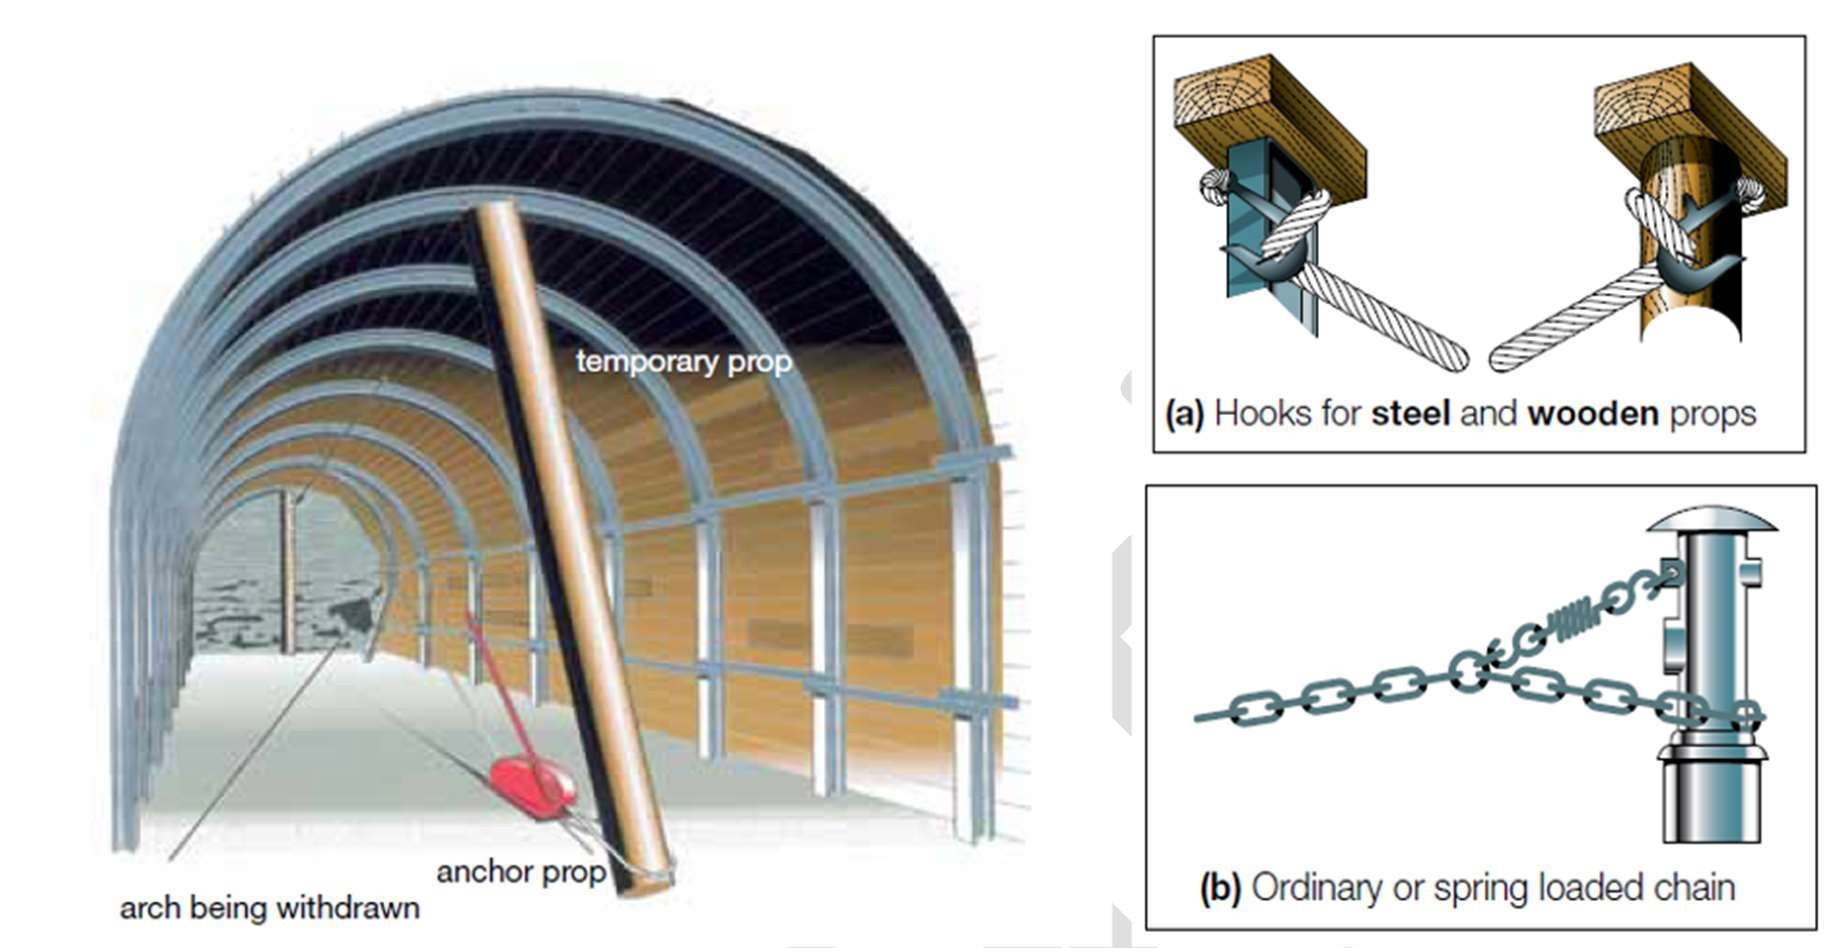 temporary prop
anchor prop
arch being withdrawn
(a) Hooks for steel and wooden props
(b) Ordinary or spring loaded chain